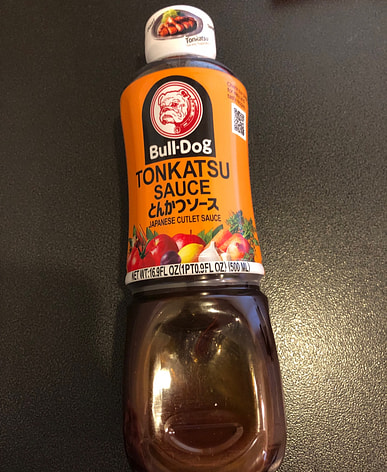 Tonkatsu
Bull-Dog
TONKATSU
SAUCE
とんかつソース
JAPANESE CUTLET SAUCE
NET WT:16.9FL OZ(1PT0.9FL OZ)(500 ML)